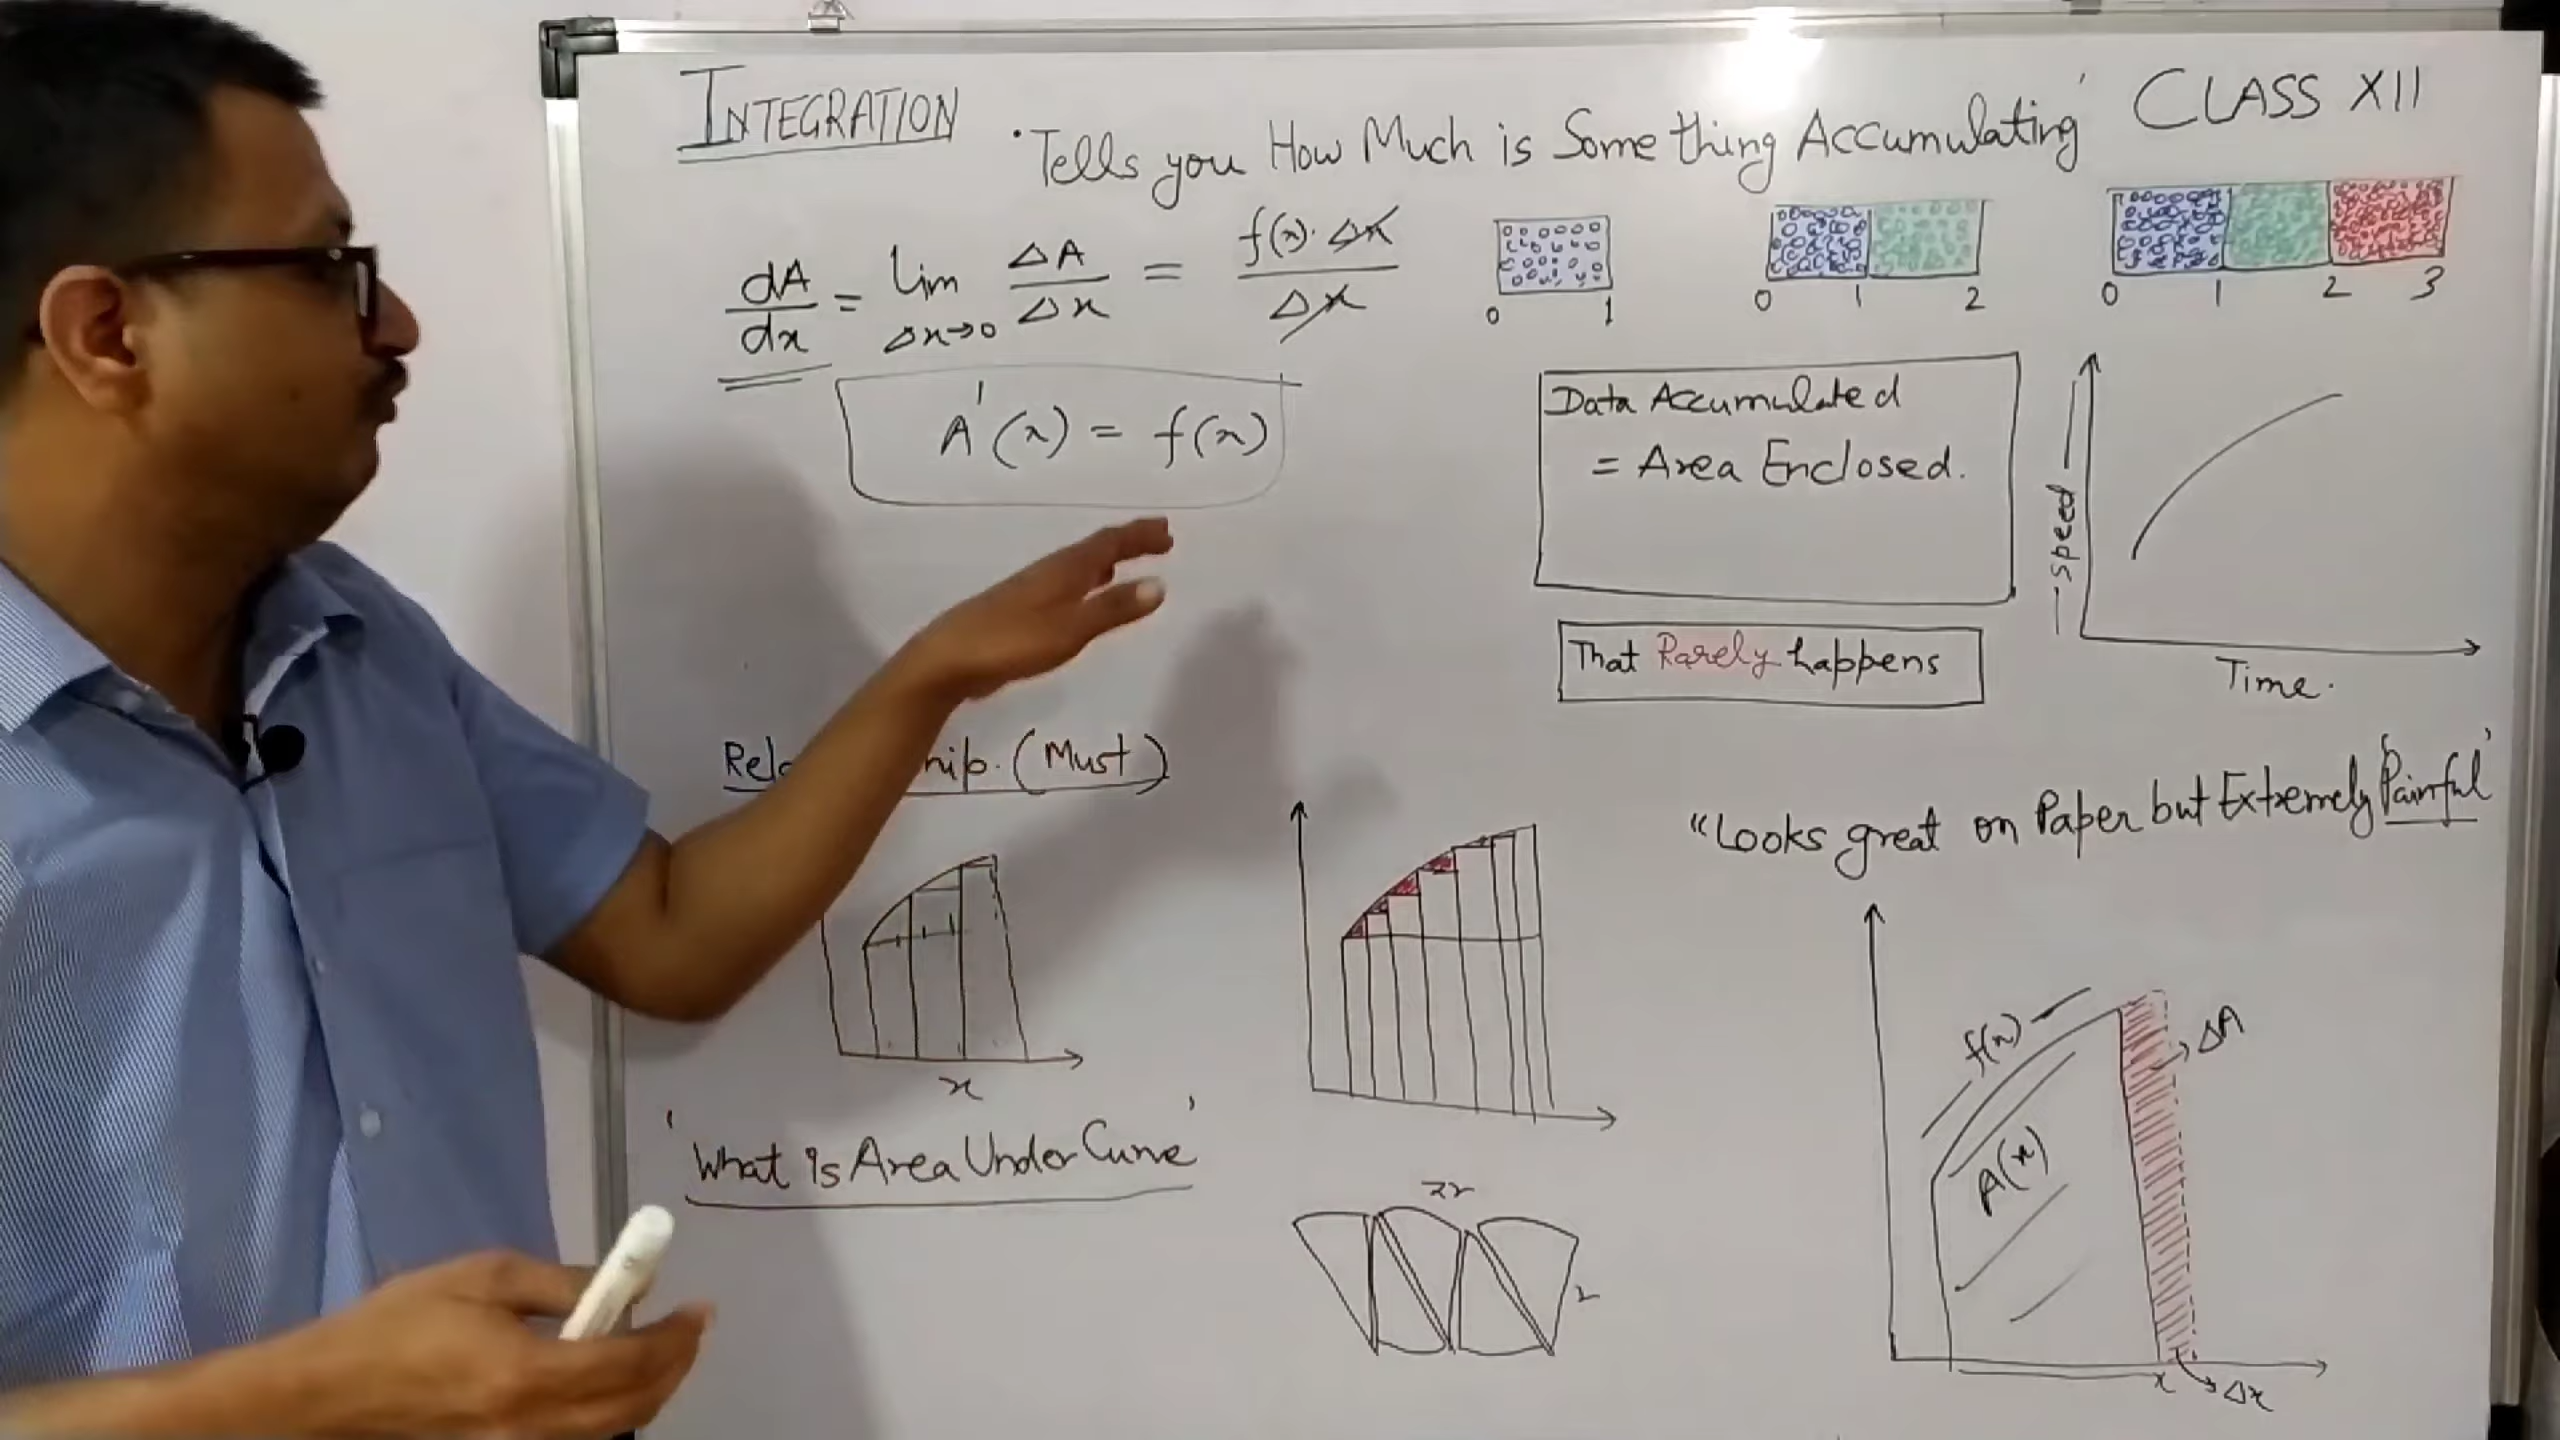 INTEGRATION
'Tells you How Much is Something Accumulating'
CLASS XII
dA/dx = Lim Δx→0 ΔA/Δx = f(x)·Δx/Δx
A'(x) = f(x)
0 1
0 1 2
0 1 2 3
Data Accumulated
= Area Enclosed.
That Rarely happens
speed
Time.
(Must)
"Looks great on Paper but Extremely 'Painful'
x
'What is Area Under Curve'
f(x)
A(x)
ΔA
x
Δx